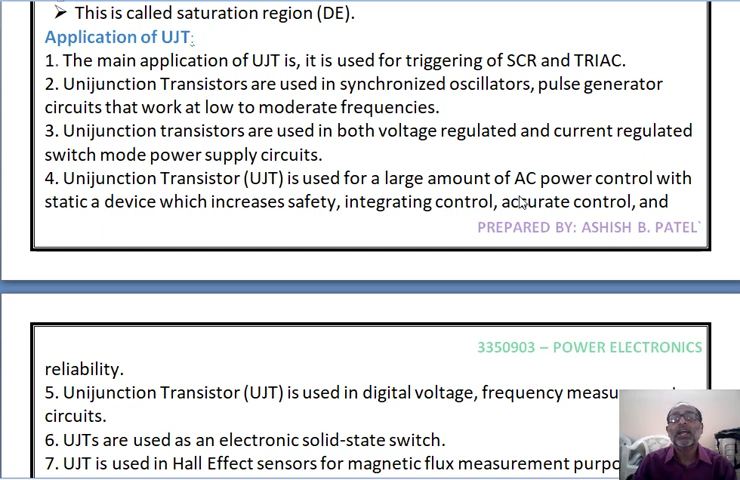 ➢ This is called saturation region (DE).
Application of UJT:
1. The main application of UJT is, it is used for triggering of SCR and TRIAC.
2. Unijunction Transistors are used in synchronized oscillators, pulse generator
circuits that work at low to moderate frequencies.
3. Unijunction transistors are used in both voltage regulated and current regulated
switch mode power supply circuits.
4. Unijunction Transistor (UJT) is used for a large amount of AC power control with
static a device which increases safety, integrating control, accurate control, and
PREPARED BY: ASHISH B. PATEL`
3350903 – POWER ELECTRONICS
reliability.
5. Unijunction Transistor (UJT) is used in digital voltage, frequency
circuits.
6. UJTs are used as an electronic solid-state switch.
7. UJT is used in Hall Effect sensors for magnetic flux measurement